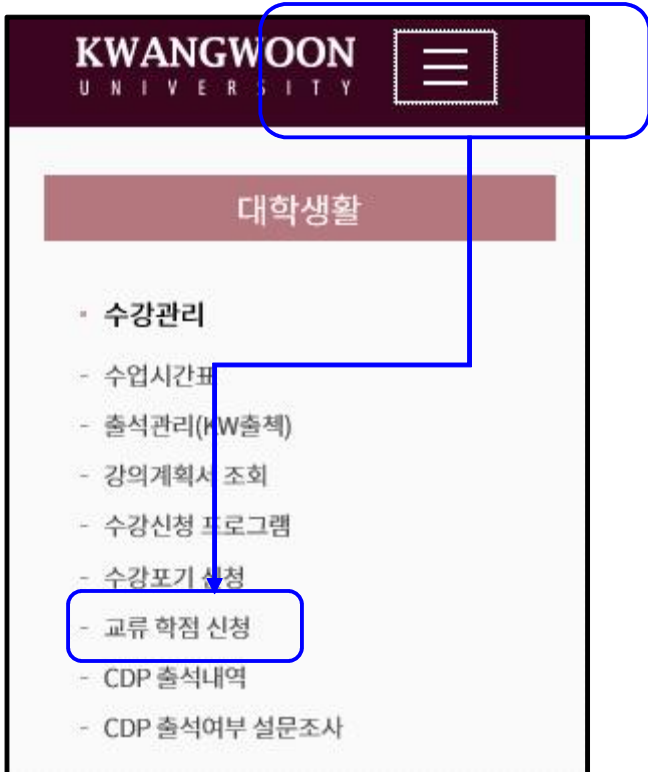 KWANGWOON
UNIVERSITY
대학생활
수강관리
- 수업시간표
- 출석관리(KW출첵)
- 강의계획서 조회
- 수강신청 프로그램
- 수강포기 신청
- 교류 학점 신청
- CDP 출석내역
- CDP 출석여부 설문조사